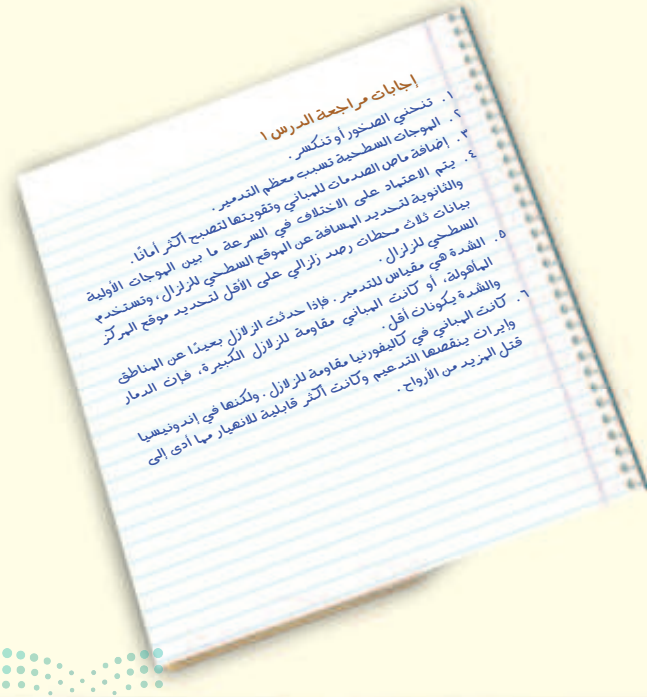 إجابات مراجعة الدرس ١
١. تنحني الصخور أو تنكسر.
٢. الموجات السطحية تسبب معظم التدمير.
٣. إضافة ماص الصدمات للمباني وتقويتها لتصبح أكثر أمانًا.
٤. يتم الاعتماد على الاختلاف في السرعة ما بين الموجات الأولية
والثانوية لتحديد المسافة عن الموقع السطحي للزلزال، وتستخدم
بيانات ثلاث محطات رصد زلزالي على الأقل لتحديد موقع المركز
السطحي للزلزال.
٥. الشدة هي مقياس للتدمير. فإذا حدثت الزلازل بعيدًا عن المناطق
المأهولة، أو كانت المباني مقاومة للزلازل الكبيرة، فإن الدمار
والشدة يكونان أقل.
٦. كانت المباني في كاليفورنيا مقاومة للزلازل. ولكنها في إندونيسيا
وإيران ينقصها التدعيم وكانت أكثر قابلية للانهيار مما أدى إلى
قتل المزيد من الأرواح.